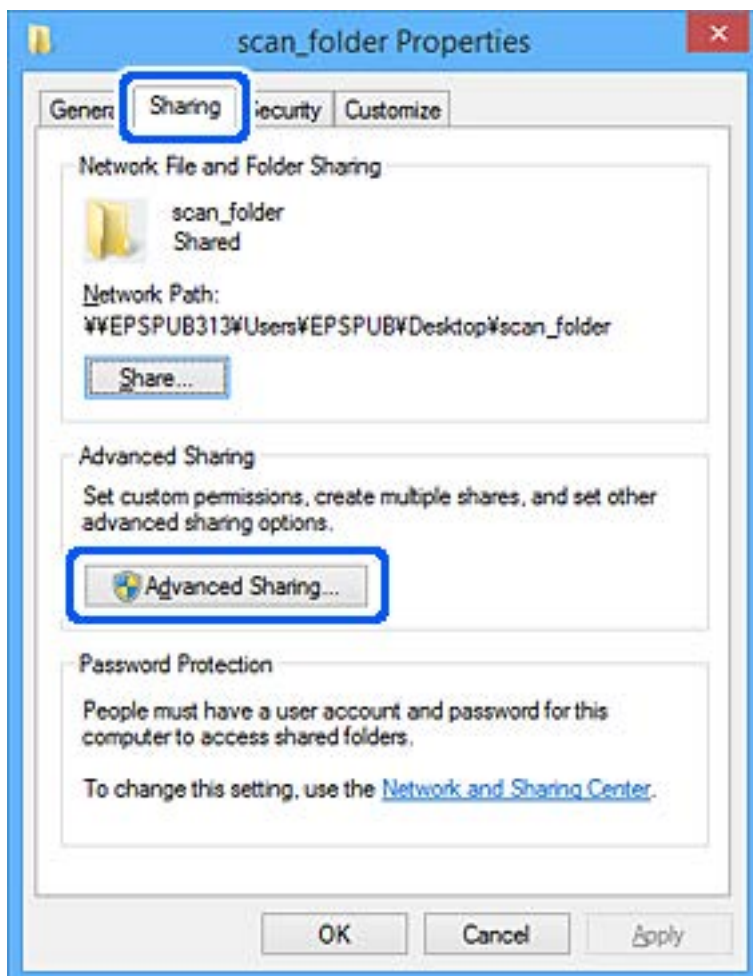 scan_folder Properties
General Sharing Security Customize
Network File and Folder Sharing
scan_folder
Shared
Network Path:
¥¥EPSPUB313¥Users¥EPSPUB¥Desktop¥scan_folder
Share...
Advanced Sharing
Set custom permissions, create multiple shares, and set other
advanced sharing options.
Advanced Sharing...
Password Protection
People must have a user account and password for this
computer to access shared folders.
To change this setting, use the Network and Sharing Center.
OK Cancel Apply